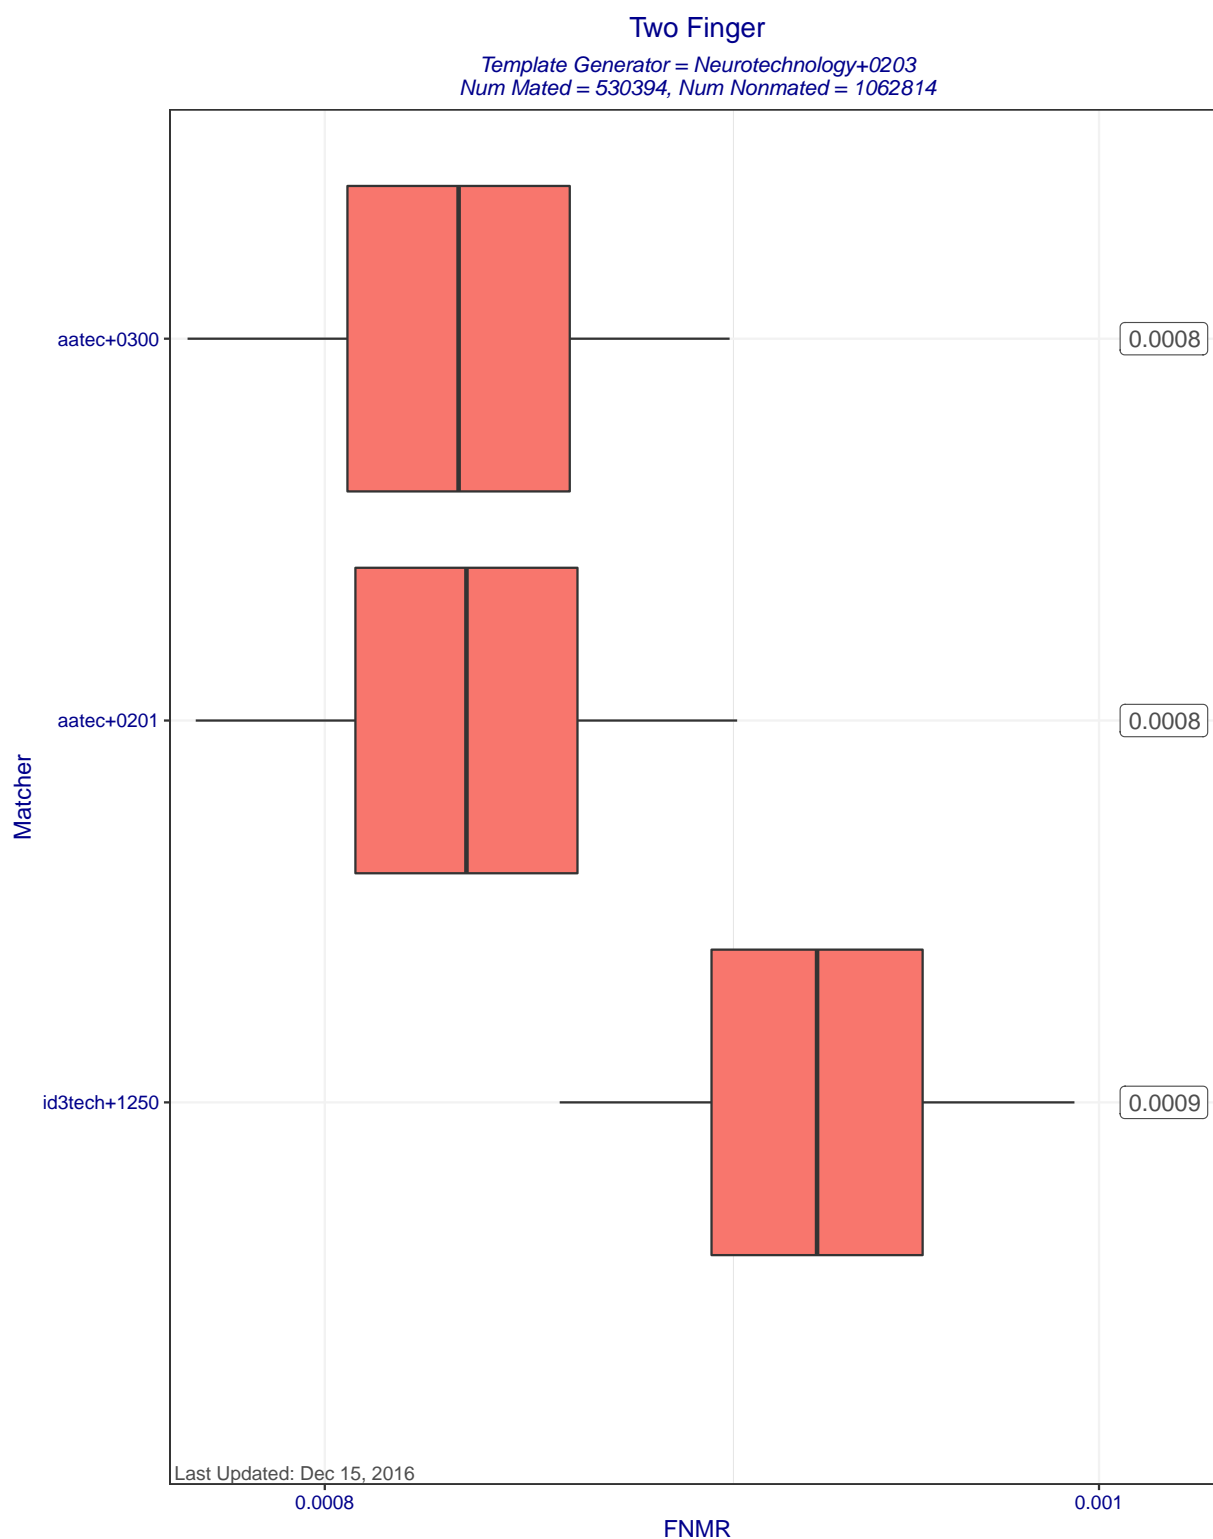 Two Finger
Template Generator = Neurotechnology+0203
Num Mated = 530394, Num Nonmated = 1062814
aatec+0300
0.0008
aatec+0201
0.0008
Matcher
id3tech+1250
0.0009
Last Updated: Dec 15, 2016
0.0008
0.001
FNMR